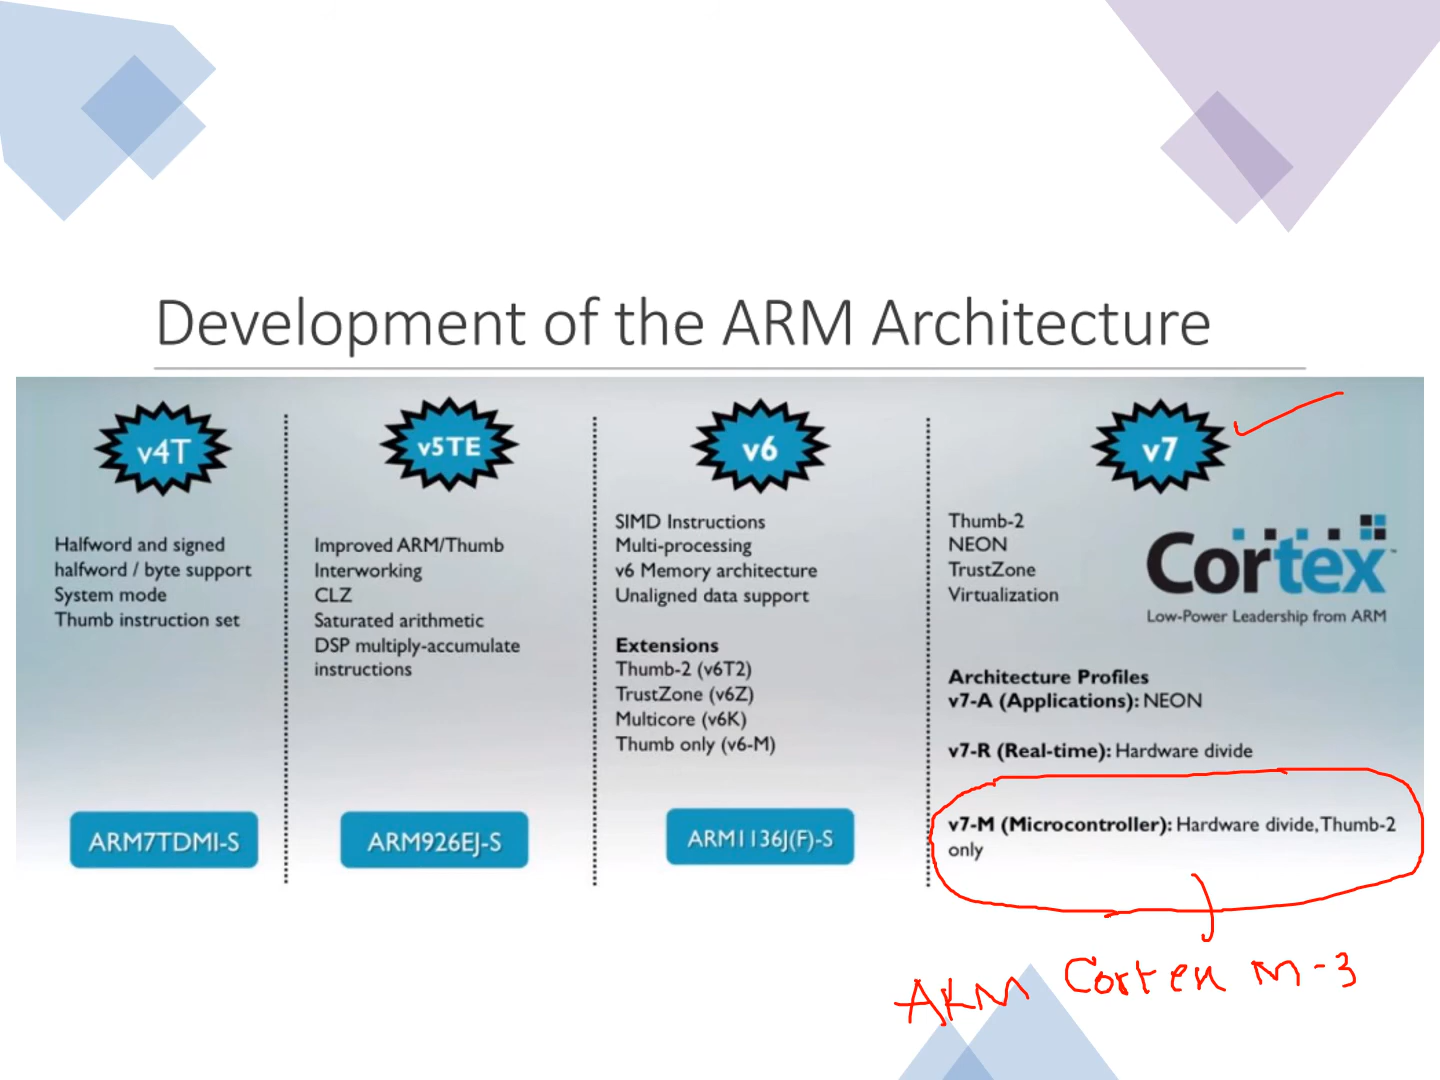 Development of the ARM Architecture
v4T
Halfword and signed
halfword / byte support
System mode
Thumb instruction set
ARM7TDMI-S
v5TE
Improved ARM/Thumb
Interworking
CLZ
Saturated arithmetic
DSP multiply-accumulate
instructions
ARM926EJ-S
v6
SIMD Instructions
Multi-processing
v6 Memory architecture
Unaligned data support
Extensions
Thumb-2 (v6T2)
TrustZone (v6Z)
Multicore (v6K)
Thumb only (v6-M)
ARM1136J(F)-S
v7
Thumb-2
NEON
TrustZone
Virtualization
Cortex™
Low-Power Leadership from ARM
Architecture Profiles
v7-A (Applications): NEON
v7-R (Real-time): Hardware divide
v7-M (Microcontroller): Hardware divide, Thumb-2
only
ARM Cortex M-3